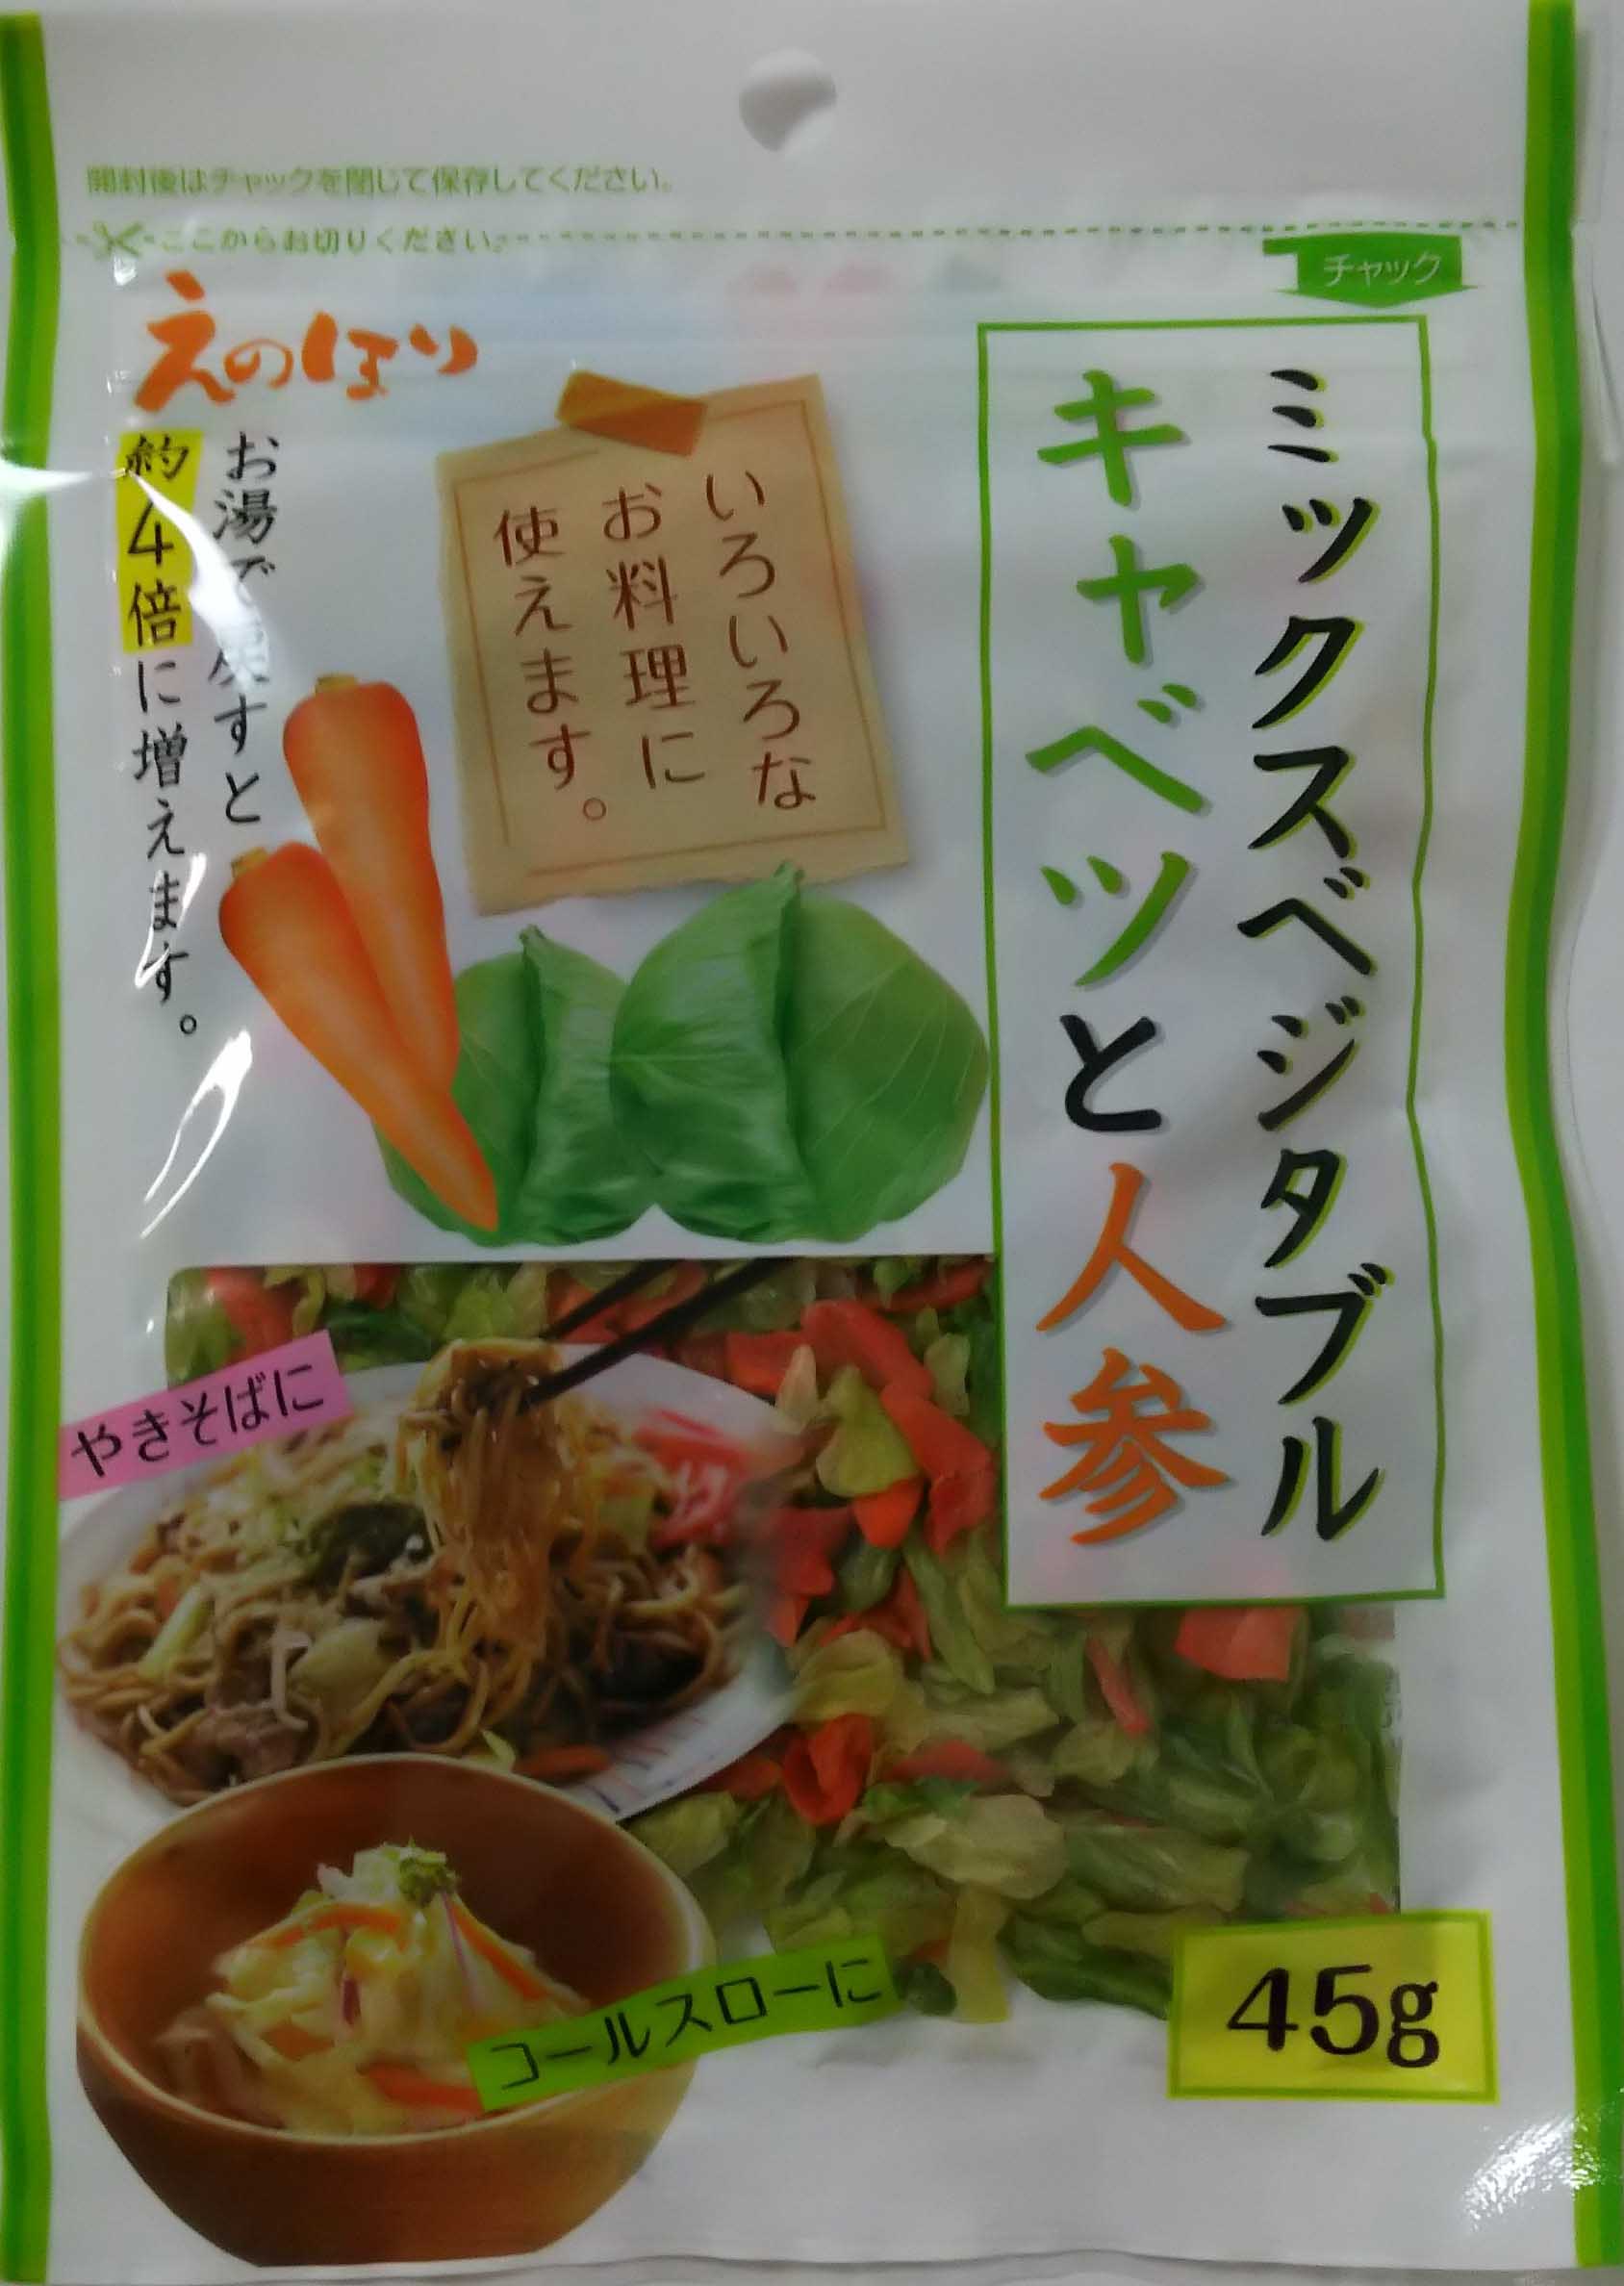 開封後はチャックを閉じて保存してください。
ここからお切りください。
チャック
えのほり
ミックスベジタブル
キャベツと人参
いろいろな
お料理に
使えます。
お湯で戻すと
約4倍に増えます。
やきそばに
コールスローに
45g